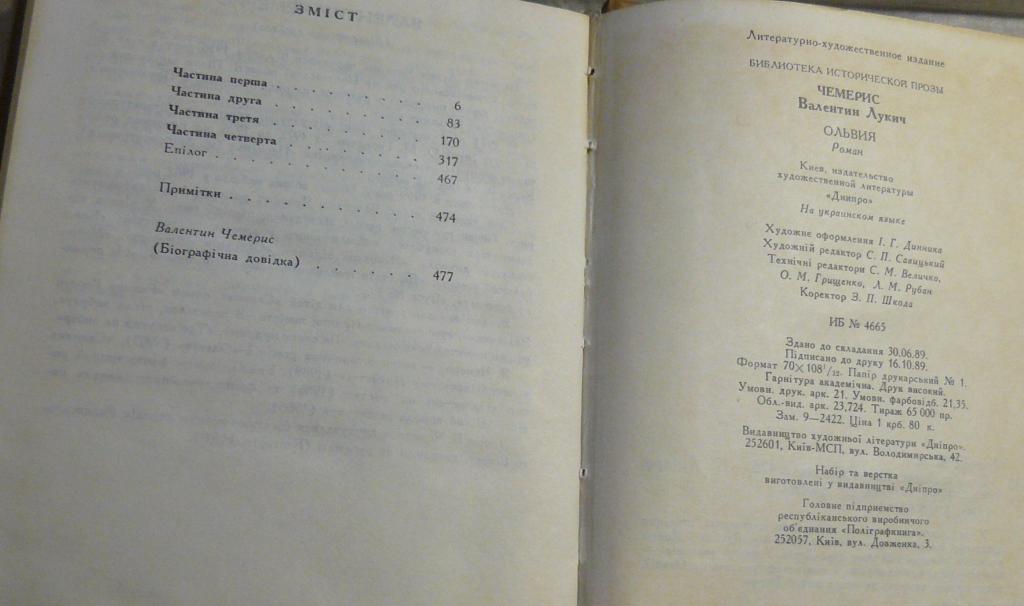 ЗМІСТ
Частина перша . . . . . . . . . . 6
Частина друга . . . . . . . . . . 83
Частина третя . . . . . . . . . . 170
Частина четверта . . . . . . . . . 317
Епілог . . . . . . . . . . . . 467
Примітки . . . . . . . . . . . 474
Валентин Чемерис
(Біографічна довідка) . . . . . . . 477
Литературно-художественное издание
БИБЛИОТЕКА ИСТОРИЧЕСКОЙ ПРОЗЫ
ЧЕМЕРИС
Валентин Лукич
ОЛЬВИЯ
Роман
Киев, издательство
художественной литературы
«Дніпро»
На украинском языке
Художнє оформлення І. Г. Динника
Художній редактор С. П. Савицький
Технічні редактори С. М. Величко,
О. М. Грищенко, Л. М. Рубан
Коректор З. П. Шкода
ИБ № 4665
Здано до складання 30.06.89.
Підписано до друку 16.10.89.
Формат 70×108¹/₃₂. Папір друкарський № 1.
Гарнітура академічна. Друк високий.
Умовн. друк. арк. 21. Умовн. фарбовідб. 21,35.
Обл.-вид. арк. 23,724. Тираж 65 000 пр.
Зам. 9—2422. Ціна 1 крб. 80 к.
Видавництво художньої літератури «Дніпро».
252601, Київ-МСП, вул. Володимирська, 42.
Набір та верстка
виготовлені у видавництві «Дніпро»
Головне підприємство
республіканського виробничого
об'єднання «Поліграфкнига».
252057, Київ, вул. Довженка, 3.